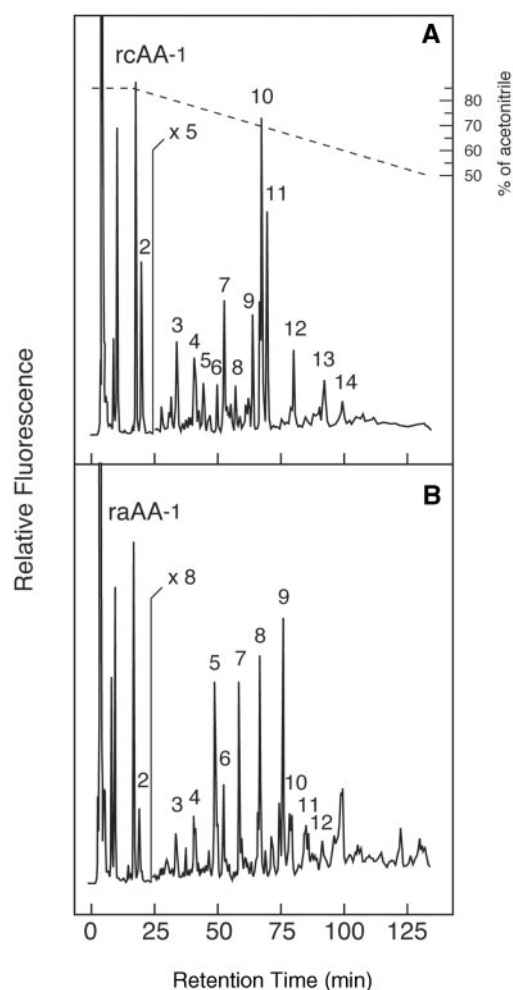 A
rcAA-1
x 5
2
3
4
5
6
7
8
9
10
11
12
13
14
80
70
60
50
% of acetonitrile
Relative Fluorescence
B
raAA-1
x 8
2
3
4
5
6
7
8
9
10
11
12
0 25 50 75 100 125
Retention Time (min)